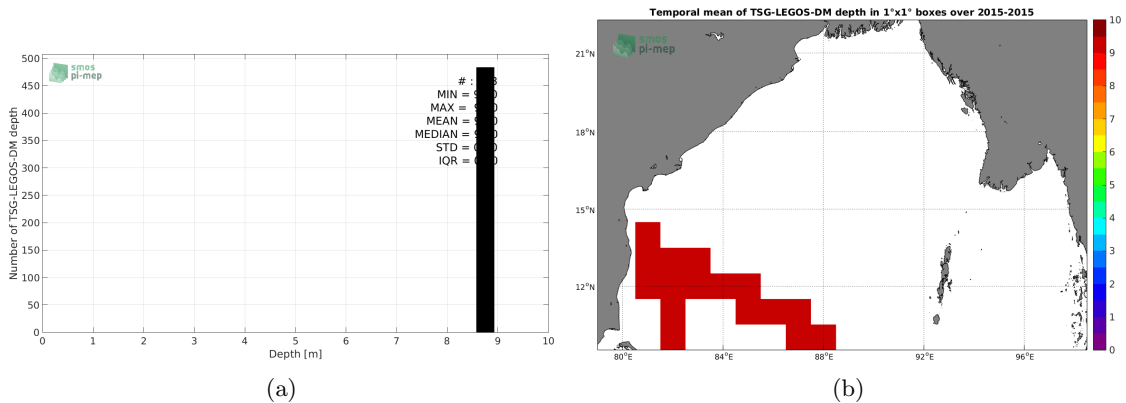 smos
pi-mep
500
450
400
350
300
250
200
150
100
50
0
Number of TSG-LEGOS-DM depth
# :
MIN =
MAX =
MEAN =
MEDIAN =
STD =
IQR =
0 1 2 3 4 5 6 7 8 9 10
Depth [m]
(a)
Temporal mean of TSG-LEGOS-DM depth in 1°x1° boxes over 2015-2015
smos
pi-mep
21°N
18°N
15°N
12°N
80°E 84°E 88°E 92°E 96°E
10
9
8
7
6
5
4
3
2
1
0
(b)